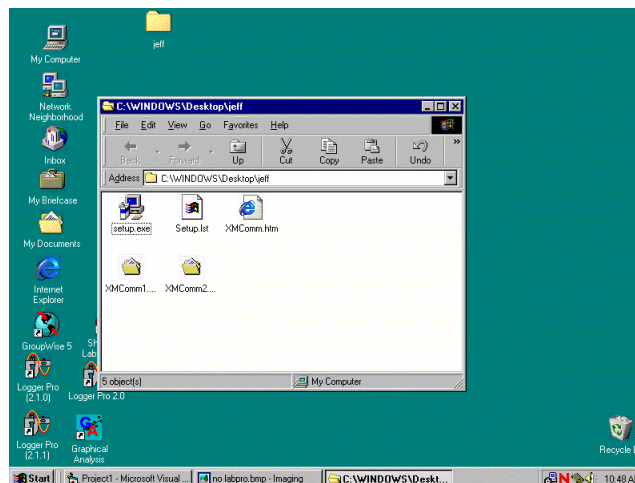 My Computer
jeff
Network
Neighborhood
Inbox
My Briefcase
My Documents
Internet
Explorer
GroupWise 5
Sh
Lab
Logger Pro
(2.1.0)
Logger Pro 2.0
Logger Pro
(2.1.1)
Graphical
Analysis
C:\WINDOWS\Desktop\jeff
File Edit View Go Favorites Help
Back Forward Up Cut Copy Paste Undo »
Address C:\WINDOWS\Desktop\jeff
setup.exe Setup.lst XMComm.htm
XMComm1.... XMComm2....
5 object(s) My Computer
Recycle B
Start Project1 - Microsoft Visual ... no labpro.bmp - Imaging C:\WINDOWS\Deskt... 10:48 A